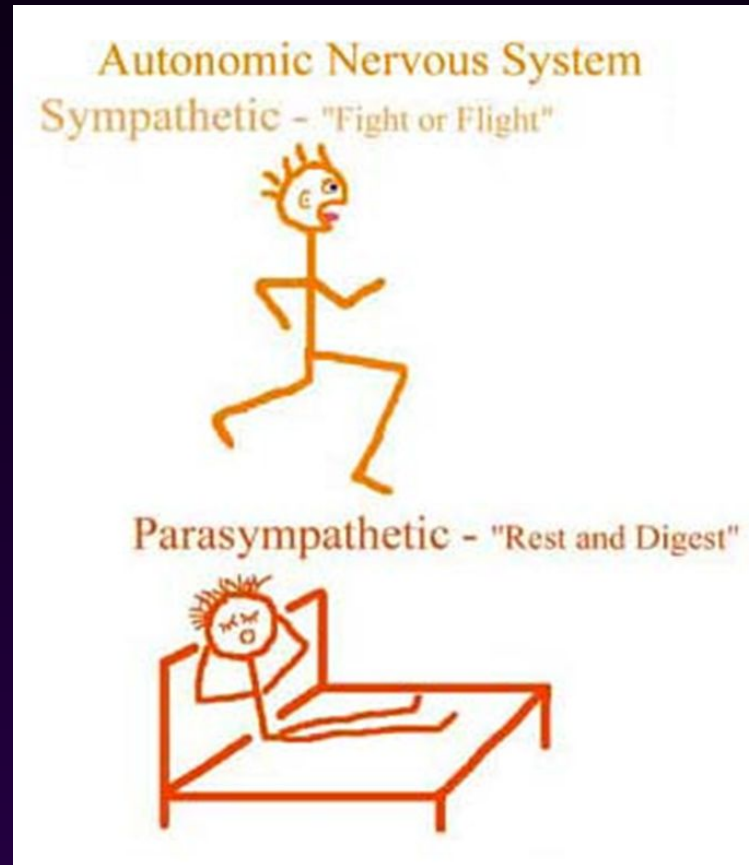 Autonomic Nervous System
Sympathetic - "Fight or Flight"
Parasympathetic - "Rest and Digest"